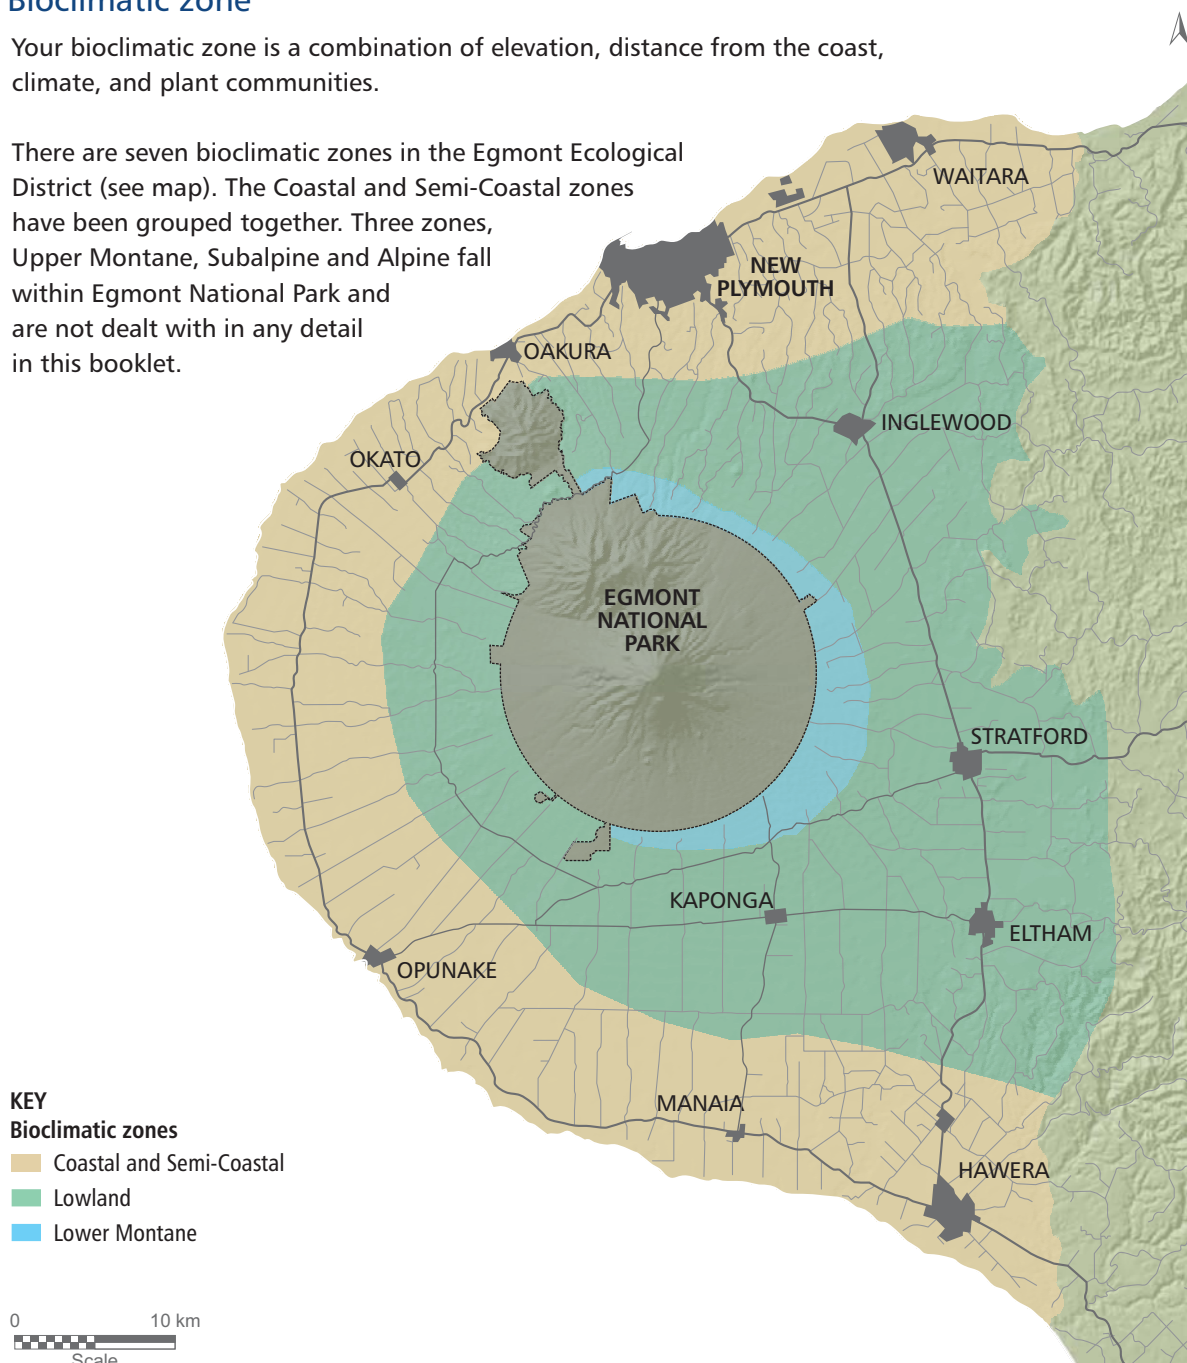 Bioclimatic zone
Your bioclimatic zone is a combination of elevation, distance from the coast,
climate, and plant communities.
There are seven bioclimatic zones in the Egmont Ecological
District (see map). The Coastal and Semi-Coastal zones
have been grouped together. Three zones,
Upper Montane, Subalpine and Alpine fall
within Egmont National Park and
are not dealt with in any detail
in this booklet.
WAITARA
NEW
PLYMOUTH
OAKURA
INGLEWOOD
OKATO
EGMONT
NATIONAL
PARK
STRATFORD
KAPONGA
ELTHAM
OPUNAKE
MANAIA
HAWERA
KEY
Bioclimatic zones
Coastal and Semi-Coastal
Lowland
Lower Montane
0 10 km
Scale